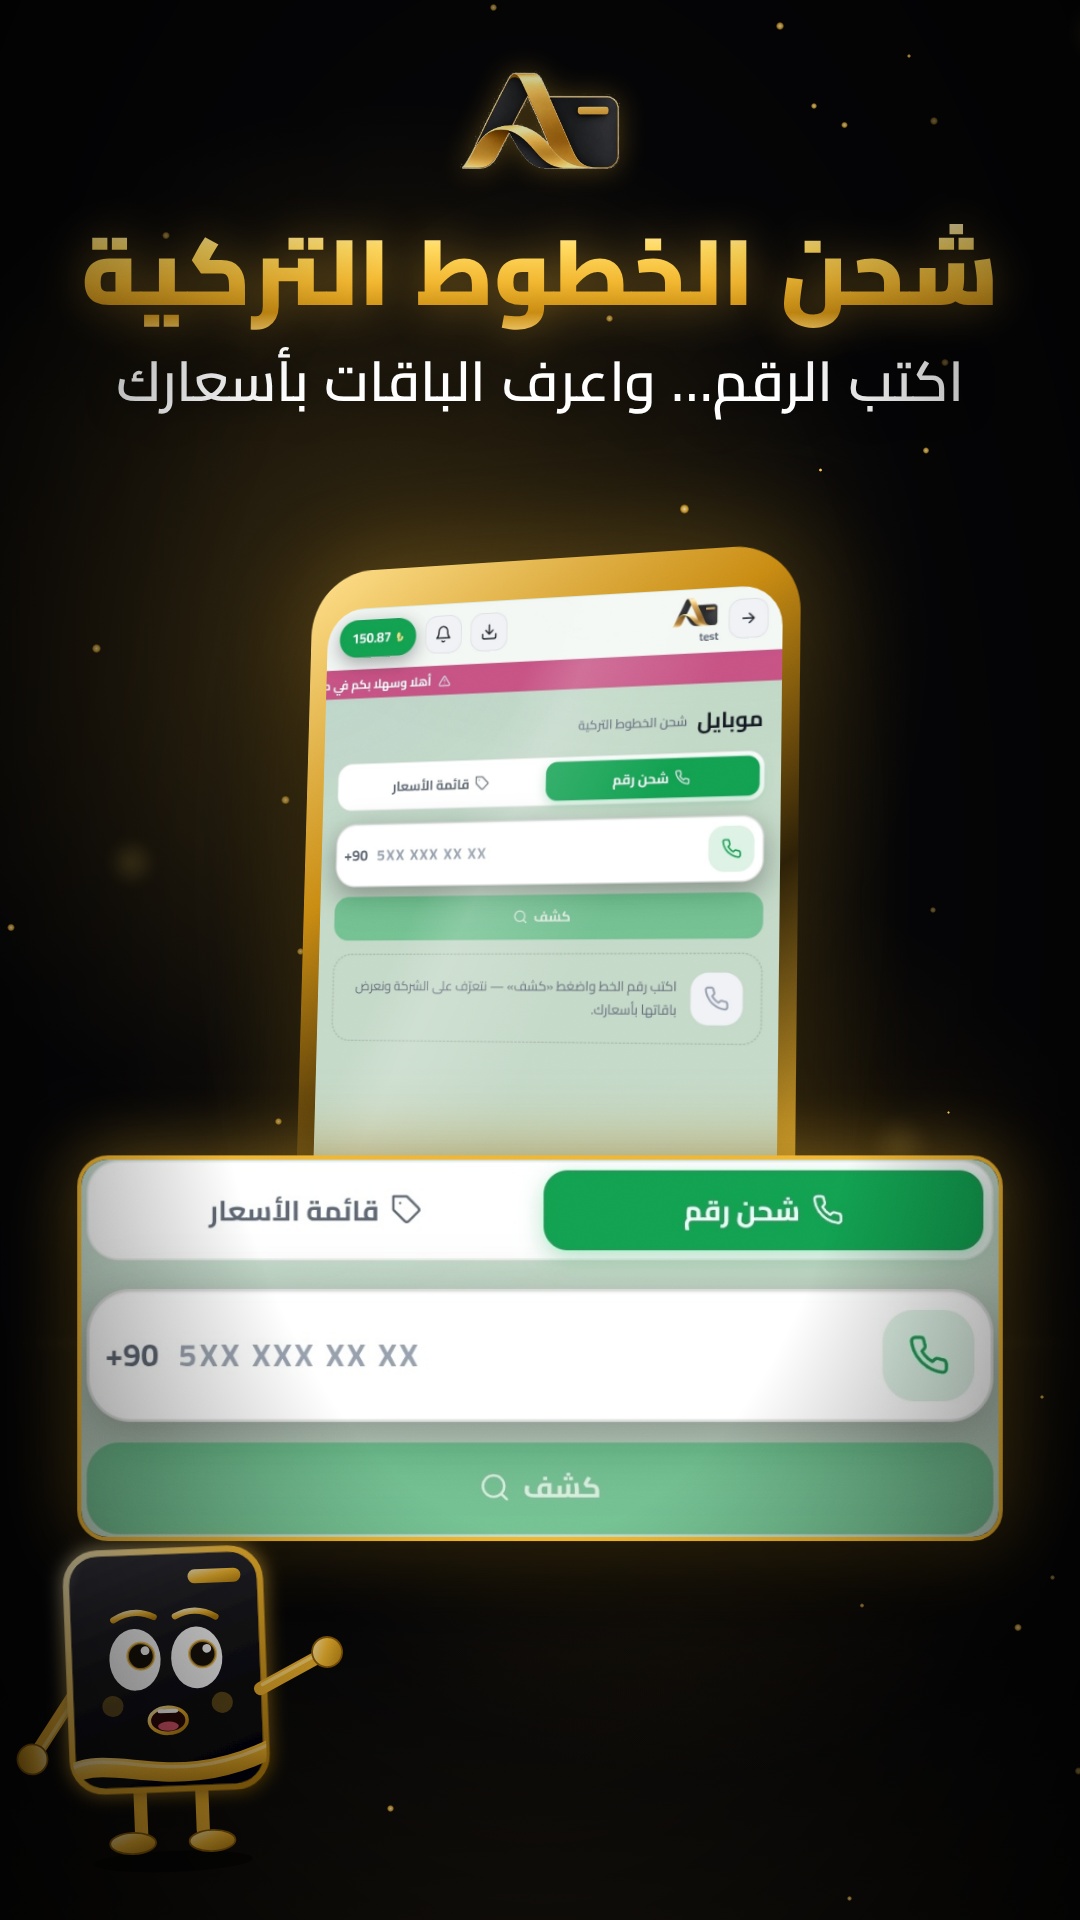 شحن الخطوط التركية
اكتب الرقم... واعرف الباقات بأسعارك
150.87 ₺
test
أهلا وسهلا بكم في
موبايل شحن الخطوط التركية
شحن رقم
قائمة الأسعار
+90 5XX XXX XX XX
كشف
اكتب رقم الخط واضغط «كشف» — نتعرّف على الشركة ونعرض
باقاتها بأسعارك.
شحن رقم
قائمة الأسعار
+90 5XX XXX XX XX
كشف